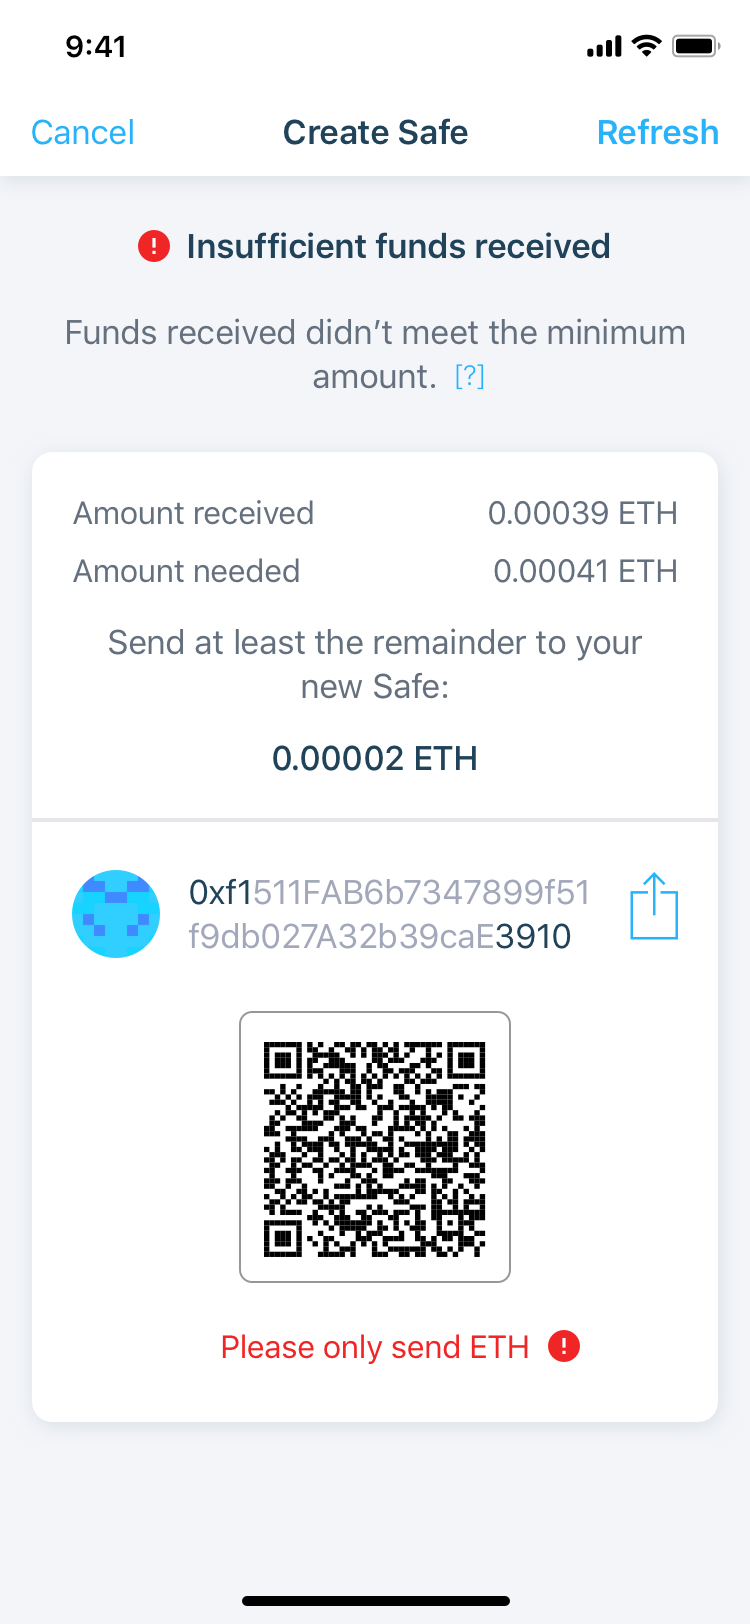 9:41
Cancel Create Safe Refresh
Insufficient funds received
Funds received didn’t meet the minimum
amount. [?]
Amount received 0.00039 ETH
Amount needed 0.00041 ETH
Send at least the remainder to your
new Safe:
0.00002 ETH
0xf1511FAB6b7347899f51
f9db027A32b39caE3910
Please only send ETH